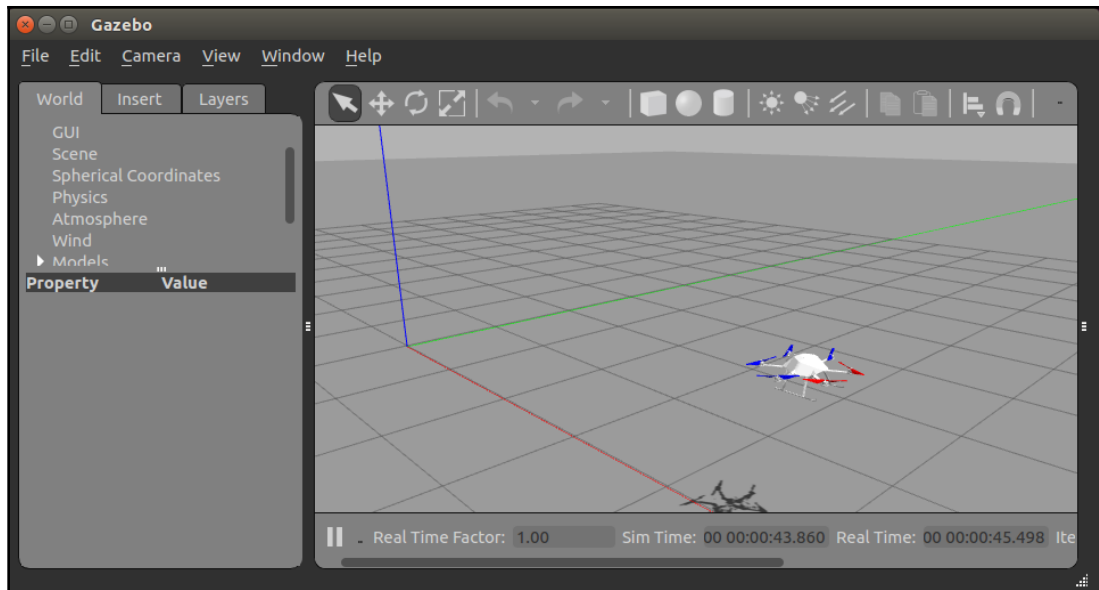 Gazebo
File Edit Camera View Window Help
World Insert Layers
GUI
Scene
Spherical Coordinates
Physics
Atmosphere
Wind
Models
Property Value
Real Time Factor: 1.00 Sim Time: 00 00:00:43.860 Real Time: 00 00:00:45.498 Ite